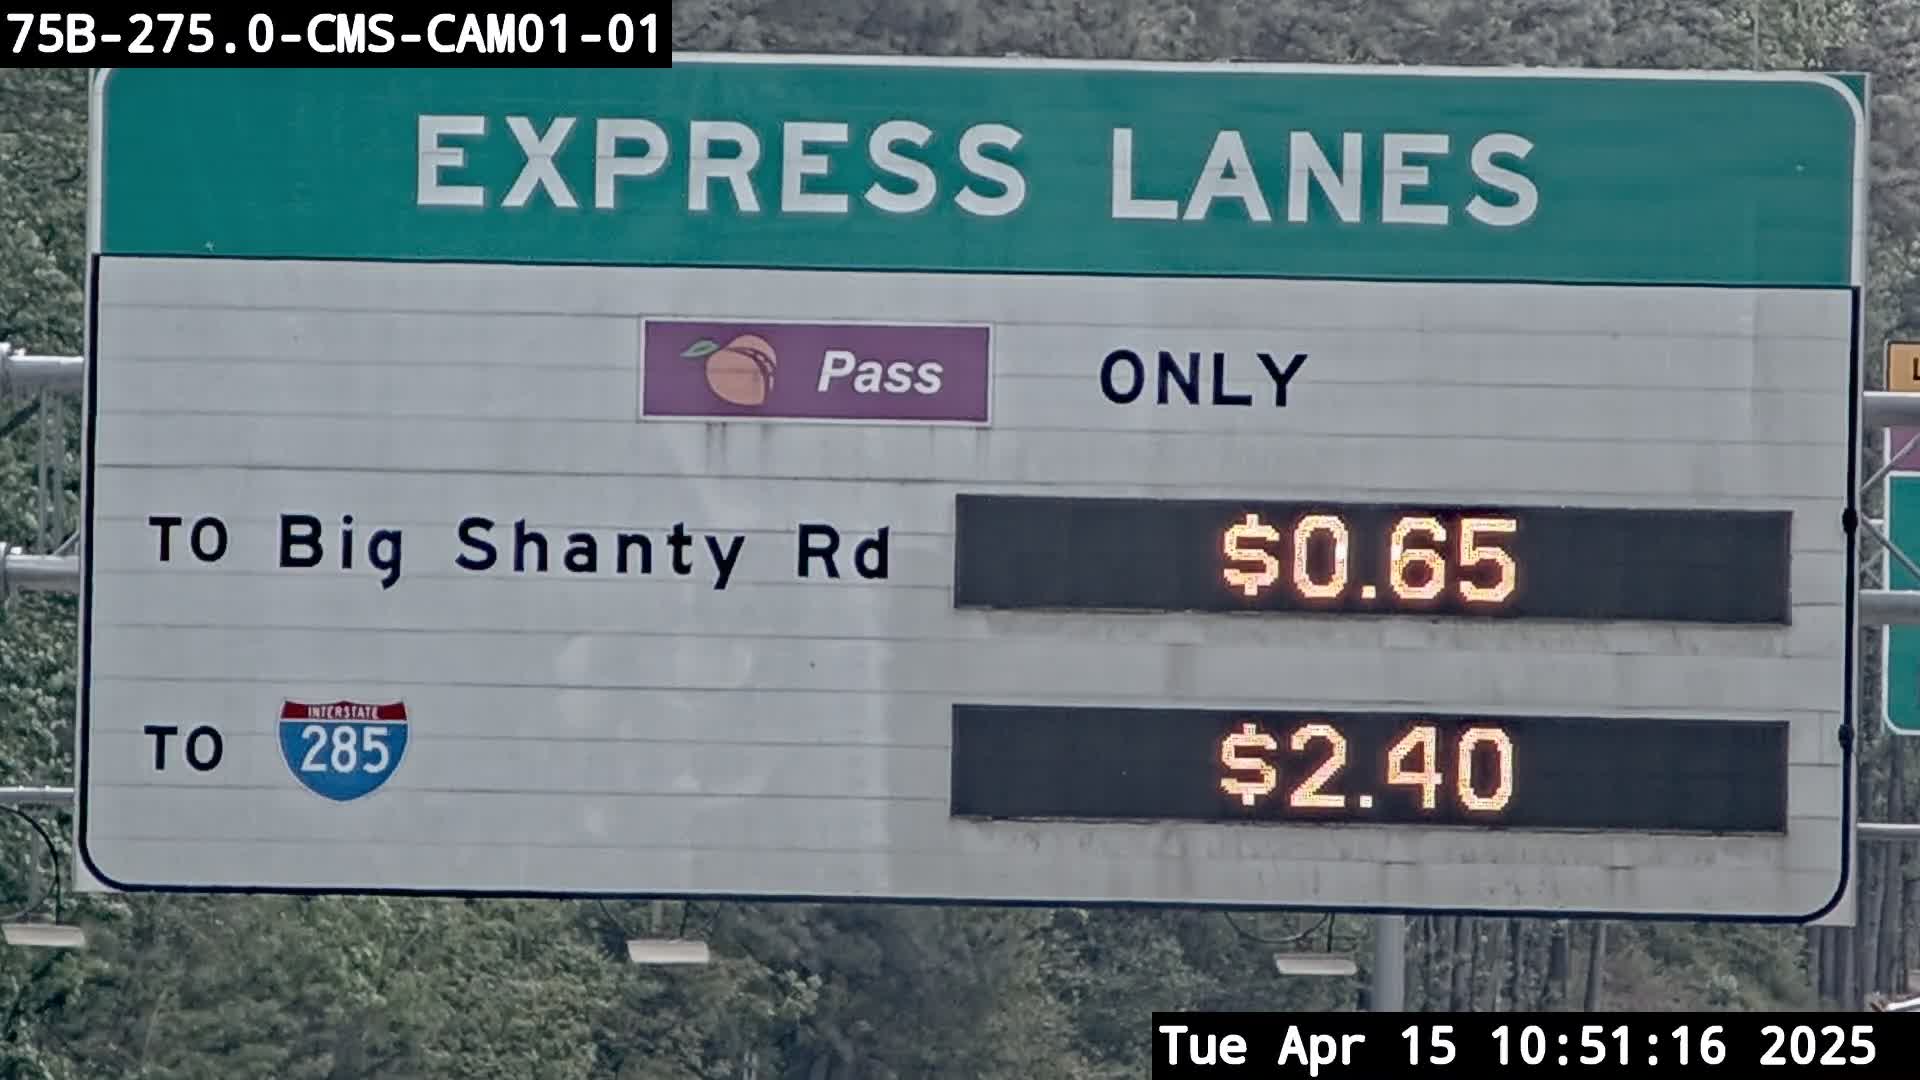 75B-275.0-CMS-CAM01-01
EXPRESS LANES
Pass ONLY
TO Big Shanty Rd $0.65
INTERSTATE
TO 285 $2.40
Tue Apr 15 10:51:16 2025